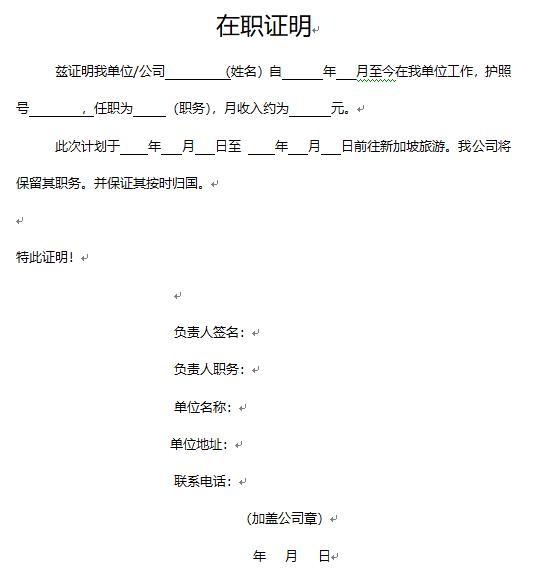 在职证明
兹证明我单位/公司__________(姓名)自______年___月至今在我单位工作，护照
号________，任职为_____（职务），月收入约为______元。
此次计划于____年___月___日至 ____年___月___日前往新加坡旅游。我公司将
保留其职务。并保证其按时归国。
特此证明！
负责人签名：
负责人职务：
单位名称：
单位地址：
联系电话：
（加盖公司章）
年 月 日